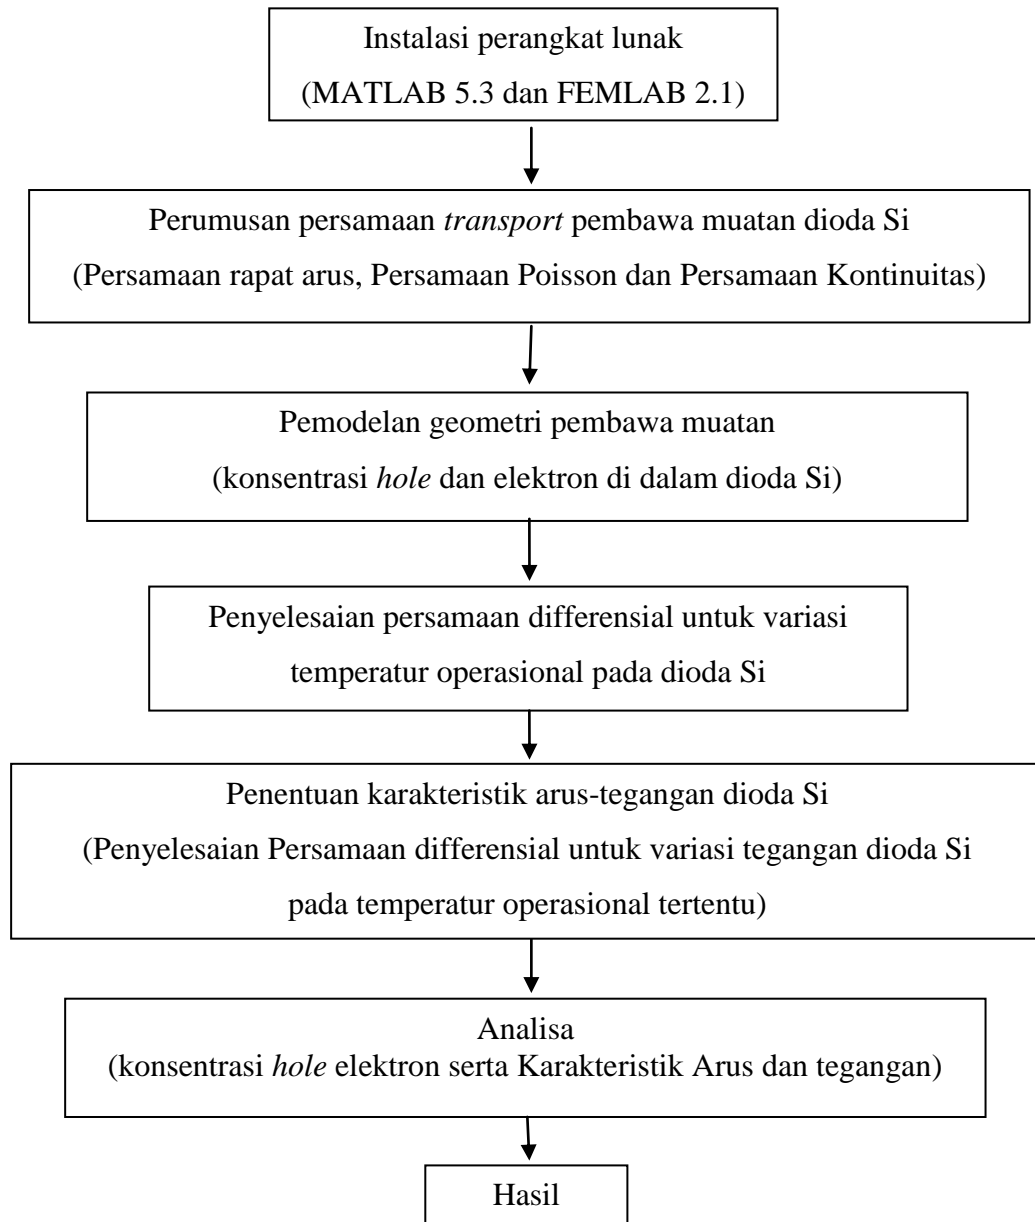 Instalasi perangkat lunak
(MATLAB 5.3 dan FEMLAB 2.1)
Perumusan persamaan transport pembawa muatan dioda Si
(Persamaan rapat arus, Persamaan Poisson dan Persamaan Kontinuitas)
Pemodelan geometri pembawa muatan
(konsentrasi hole dan elektron di dalam dioda Si)
Penyelesaian persamaan differensial untuk variasi
temperatur operasional pada dioda Si
Penentuan karakteristik arus-tegangan dioda Si
(Penyelesaian Persamaan differensial untuk variasi tegangan dioda Si
pada temperatur operasional tertentu)
Analisa
(konsentrasi hole elektron serta Karakteristik Arus dan tegangan)
Hasil